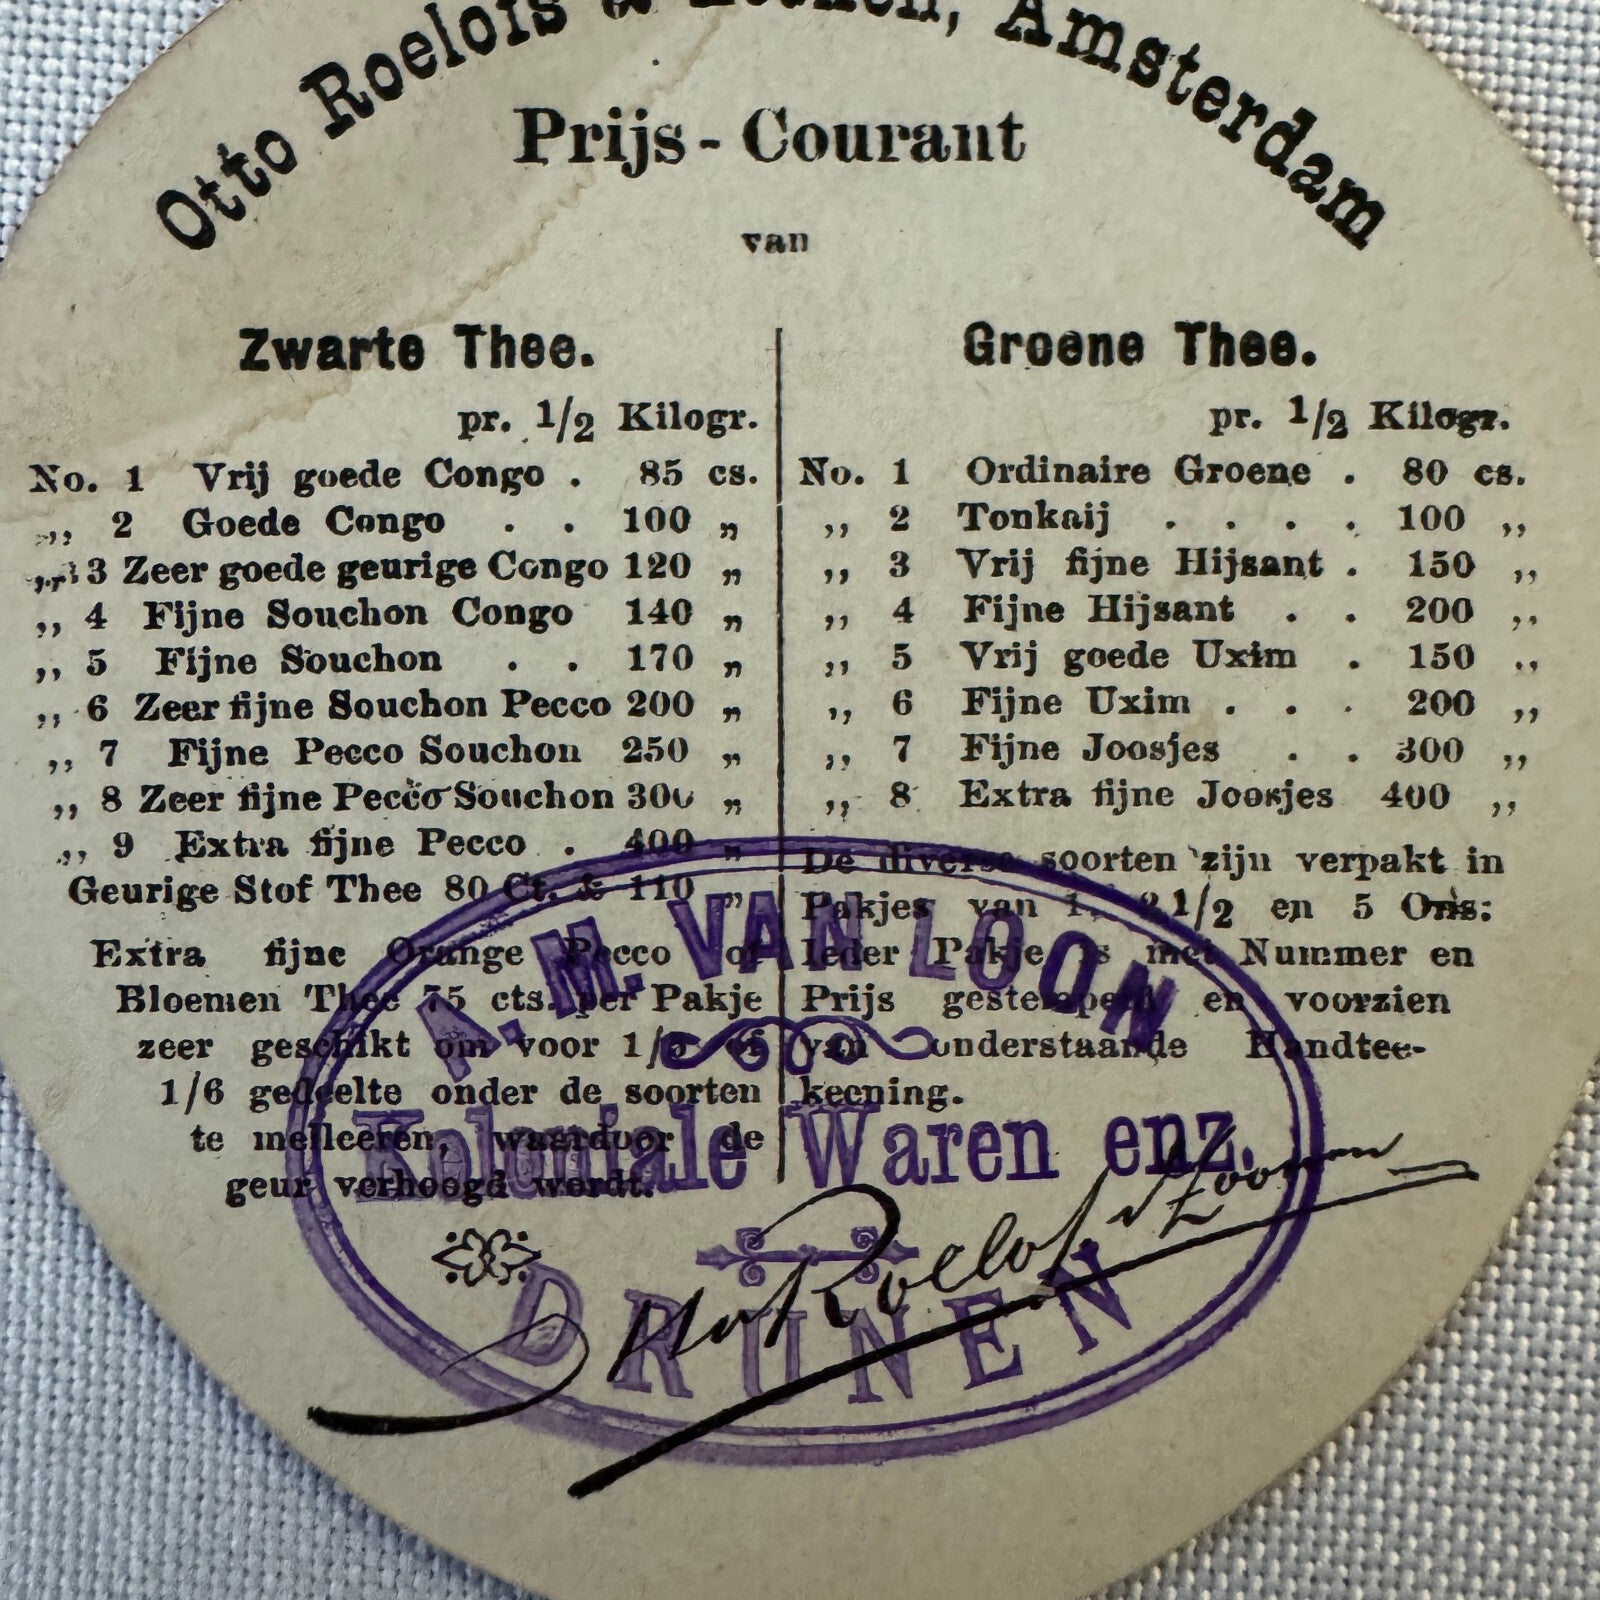 Otto Roelofs & Zoonen, Amsterdam
Prijs-Courant
van
Zwarte Thee.
pr. 1/2 Kilogr.
No. 1 Vrij goede Congo . 85 cs.
„ 2 Goede Congo . . 100 „
„ 3 Zeer goede geurige Congo 120 „
„ 4 Fijne Souchon Congo 140 „
„ 5 Fijne Souchon . . 170 „
„ 6 Zeer fijne Souchon Pecco 200 „
„ 7 Fijne Pecco Souchon 250 „
„ 8 Zeer fijne Pecco Souchon 300 „
„ 9 Extra fijne Pecco . 400 „
Geurige Stof Thee 80 Ct. & 110 „
Extra fijne Orange Pecco of
Bloemen Thee 75 cts. per Pakje
zeer geschikt om voor 1/5 of
1/6 gedeelte onder de soorten
te melleeren, waardoor de
geur verhoogd wordt.
Groene Thee.
pr. 1/2 Kilogr.
No. 1 Ordinaire Groene . 80 cs.
„ 2 Tonkaij . . . . 100 „
„ 3 Vrij fijne Hijsant . 150 „
„ 4 Fijne Hijsant . . 200 „
„ 5 Vrij goede Uxim . 150 „
„ 6 Fijne Uxim . . . 200 „
„ 7 Fijne Joosjes . . 300 „
„ 8 Extra fijne Joosjes 400 „
De diverse soorten zijn verpakt in
Pakjes van 1, 2 1/2 en 5 Ons:
Ieder Pakje is met Nummer en
Prijs gestempeld en voorzien
van onderstaande Handtee-
keening.
A. M. VAN LOON
Koloniale Waren enz.
DRUNEN
Roelofs Zoonen